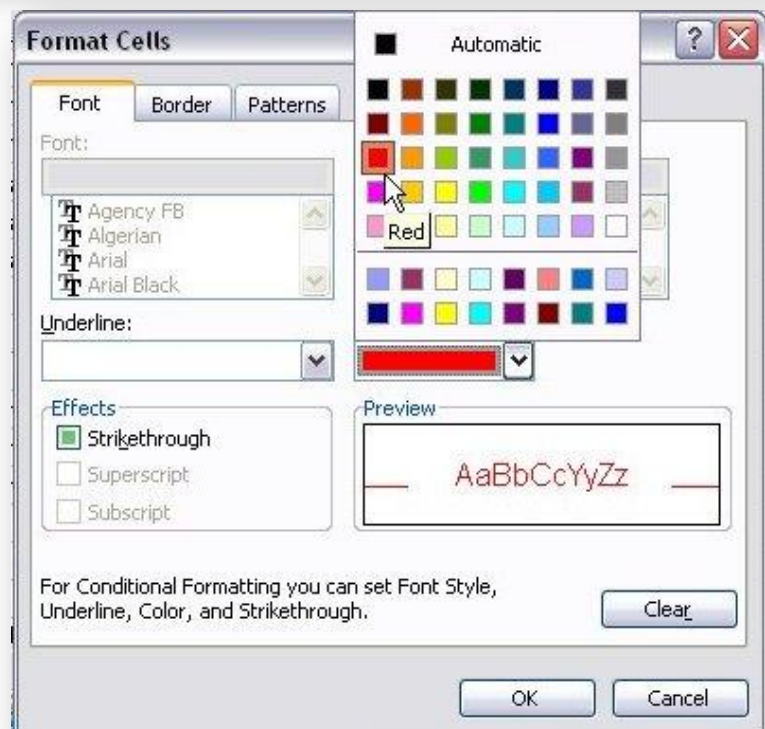 Format Cells
Automatic
Font Border Patterns
Font:
Agency FB
Algerian
Arial
Arial Black
Red
Underline:
Effects
Strikethrough
Superscript
Subscript
Preview
AaBbCcYyZz
For Conditional Formatting you can set Font Style,
Underline, Color, and Strikethrough.
Clear
OK Cancel